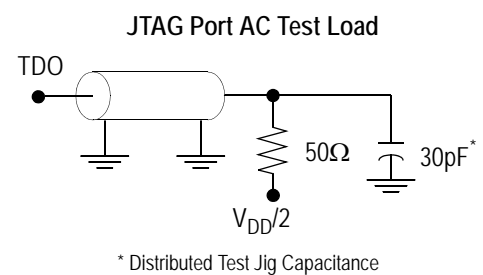 JTAG Port AC Test Load
TDO
50Ω
30pF*
VDD/2
* Distributed Test Jig Capacitance